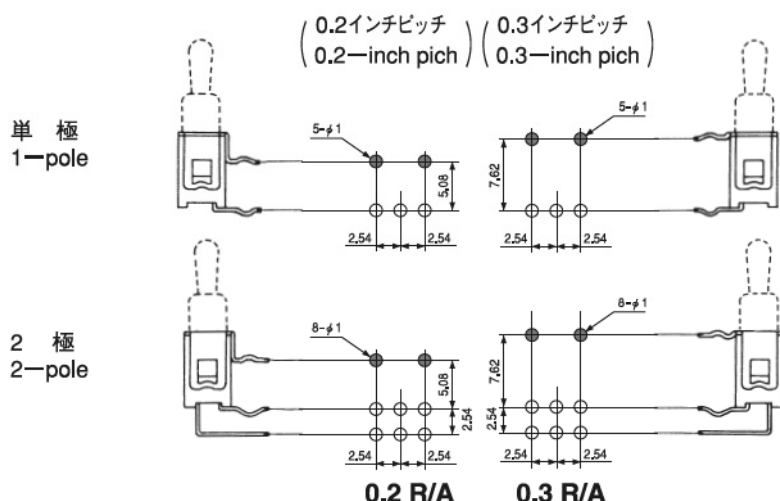 0.2インチピッチ
0.2—inch pich
0.3インチピッチ
0.3—inch pich
単 極
1—pole
5-φ1
5.08
2.54 2.54
5-φ1
7.62
2.54 2.54
2 極
2—pole
8-φ1
5.08
2.54
2.54 2.54
8-φ1
7.62
2.54
2.54 2.54
0.2 R/A
0.3 R/A